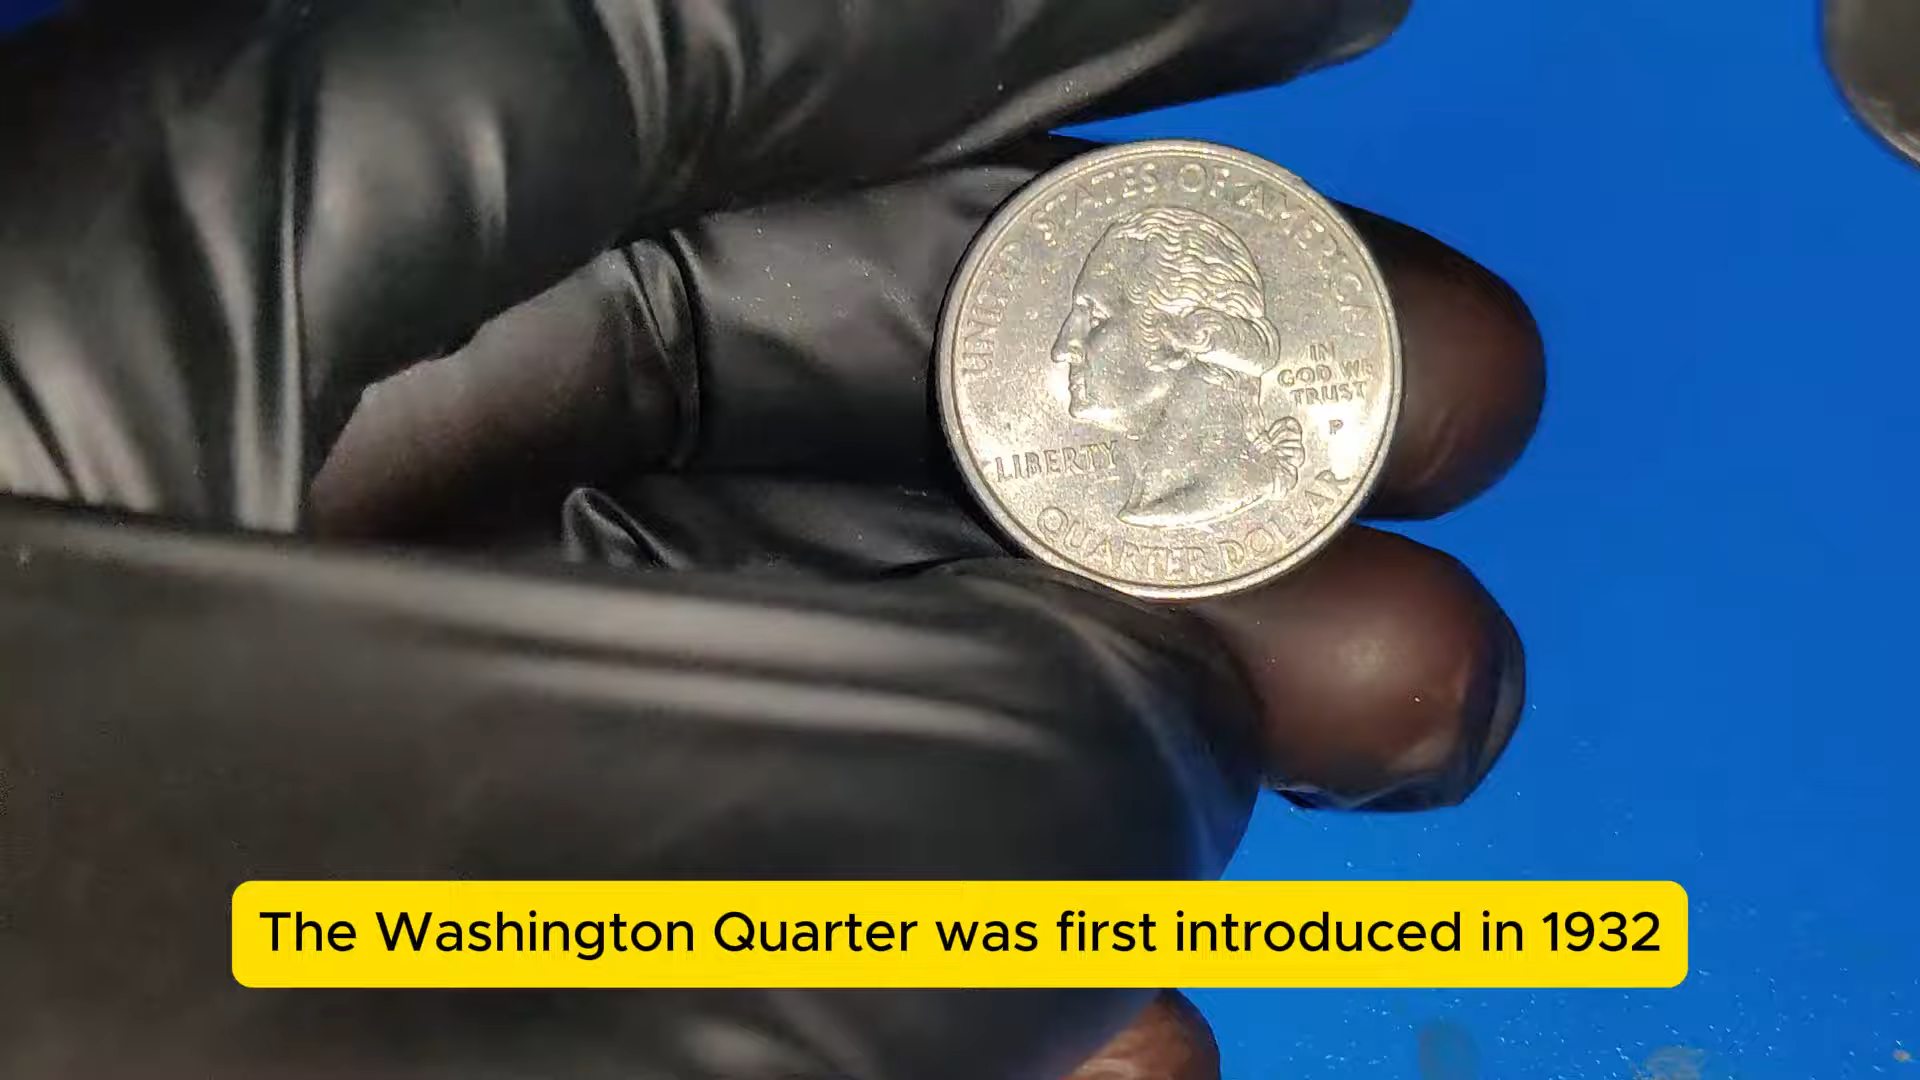 UNITED STATES OF AMERICA
IN
GOD WE
TRUST
P
LIBERTY
QUARTER DOLLAR
The Washington Quarter was first introduced in 1932